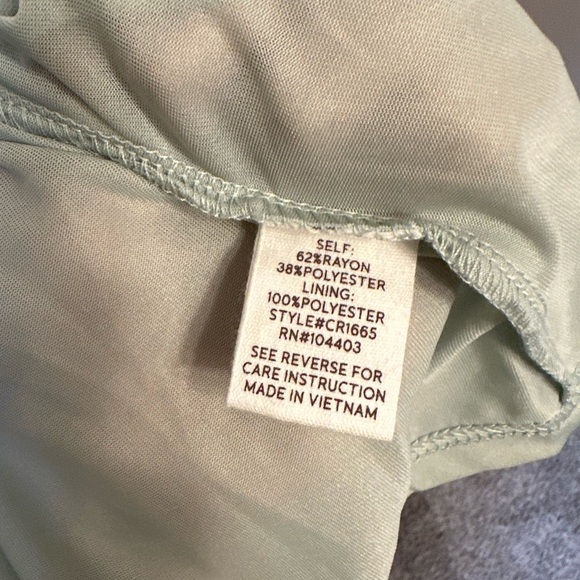 SELF:
62%RAYON
38%POLYESTER
LINING:
100%POLYESTER
STYLE#CR1665
RN#104403
SEE REVERSE FOR
CARE INSTRUCTION
MADE IN VIETNAM